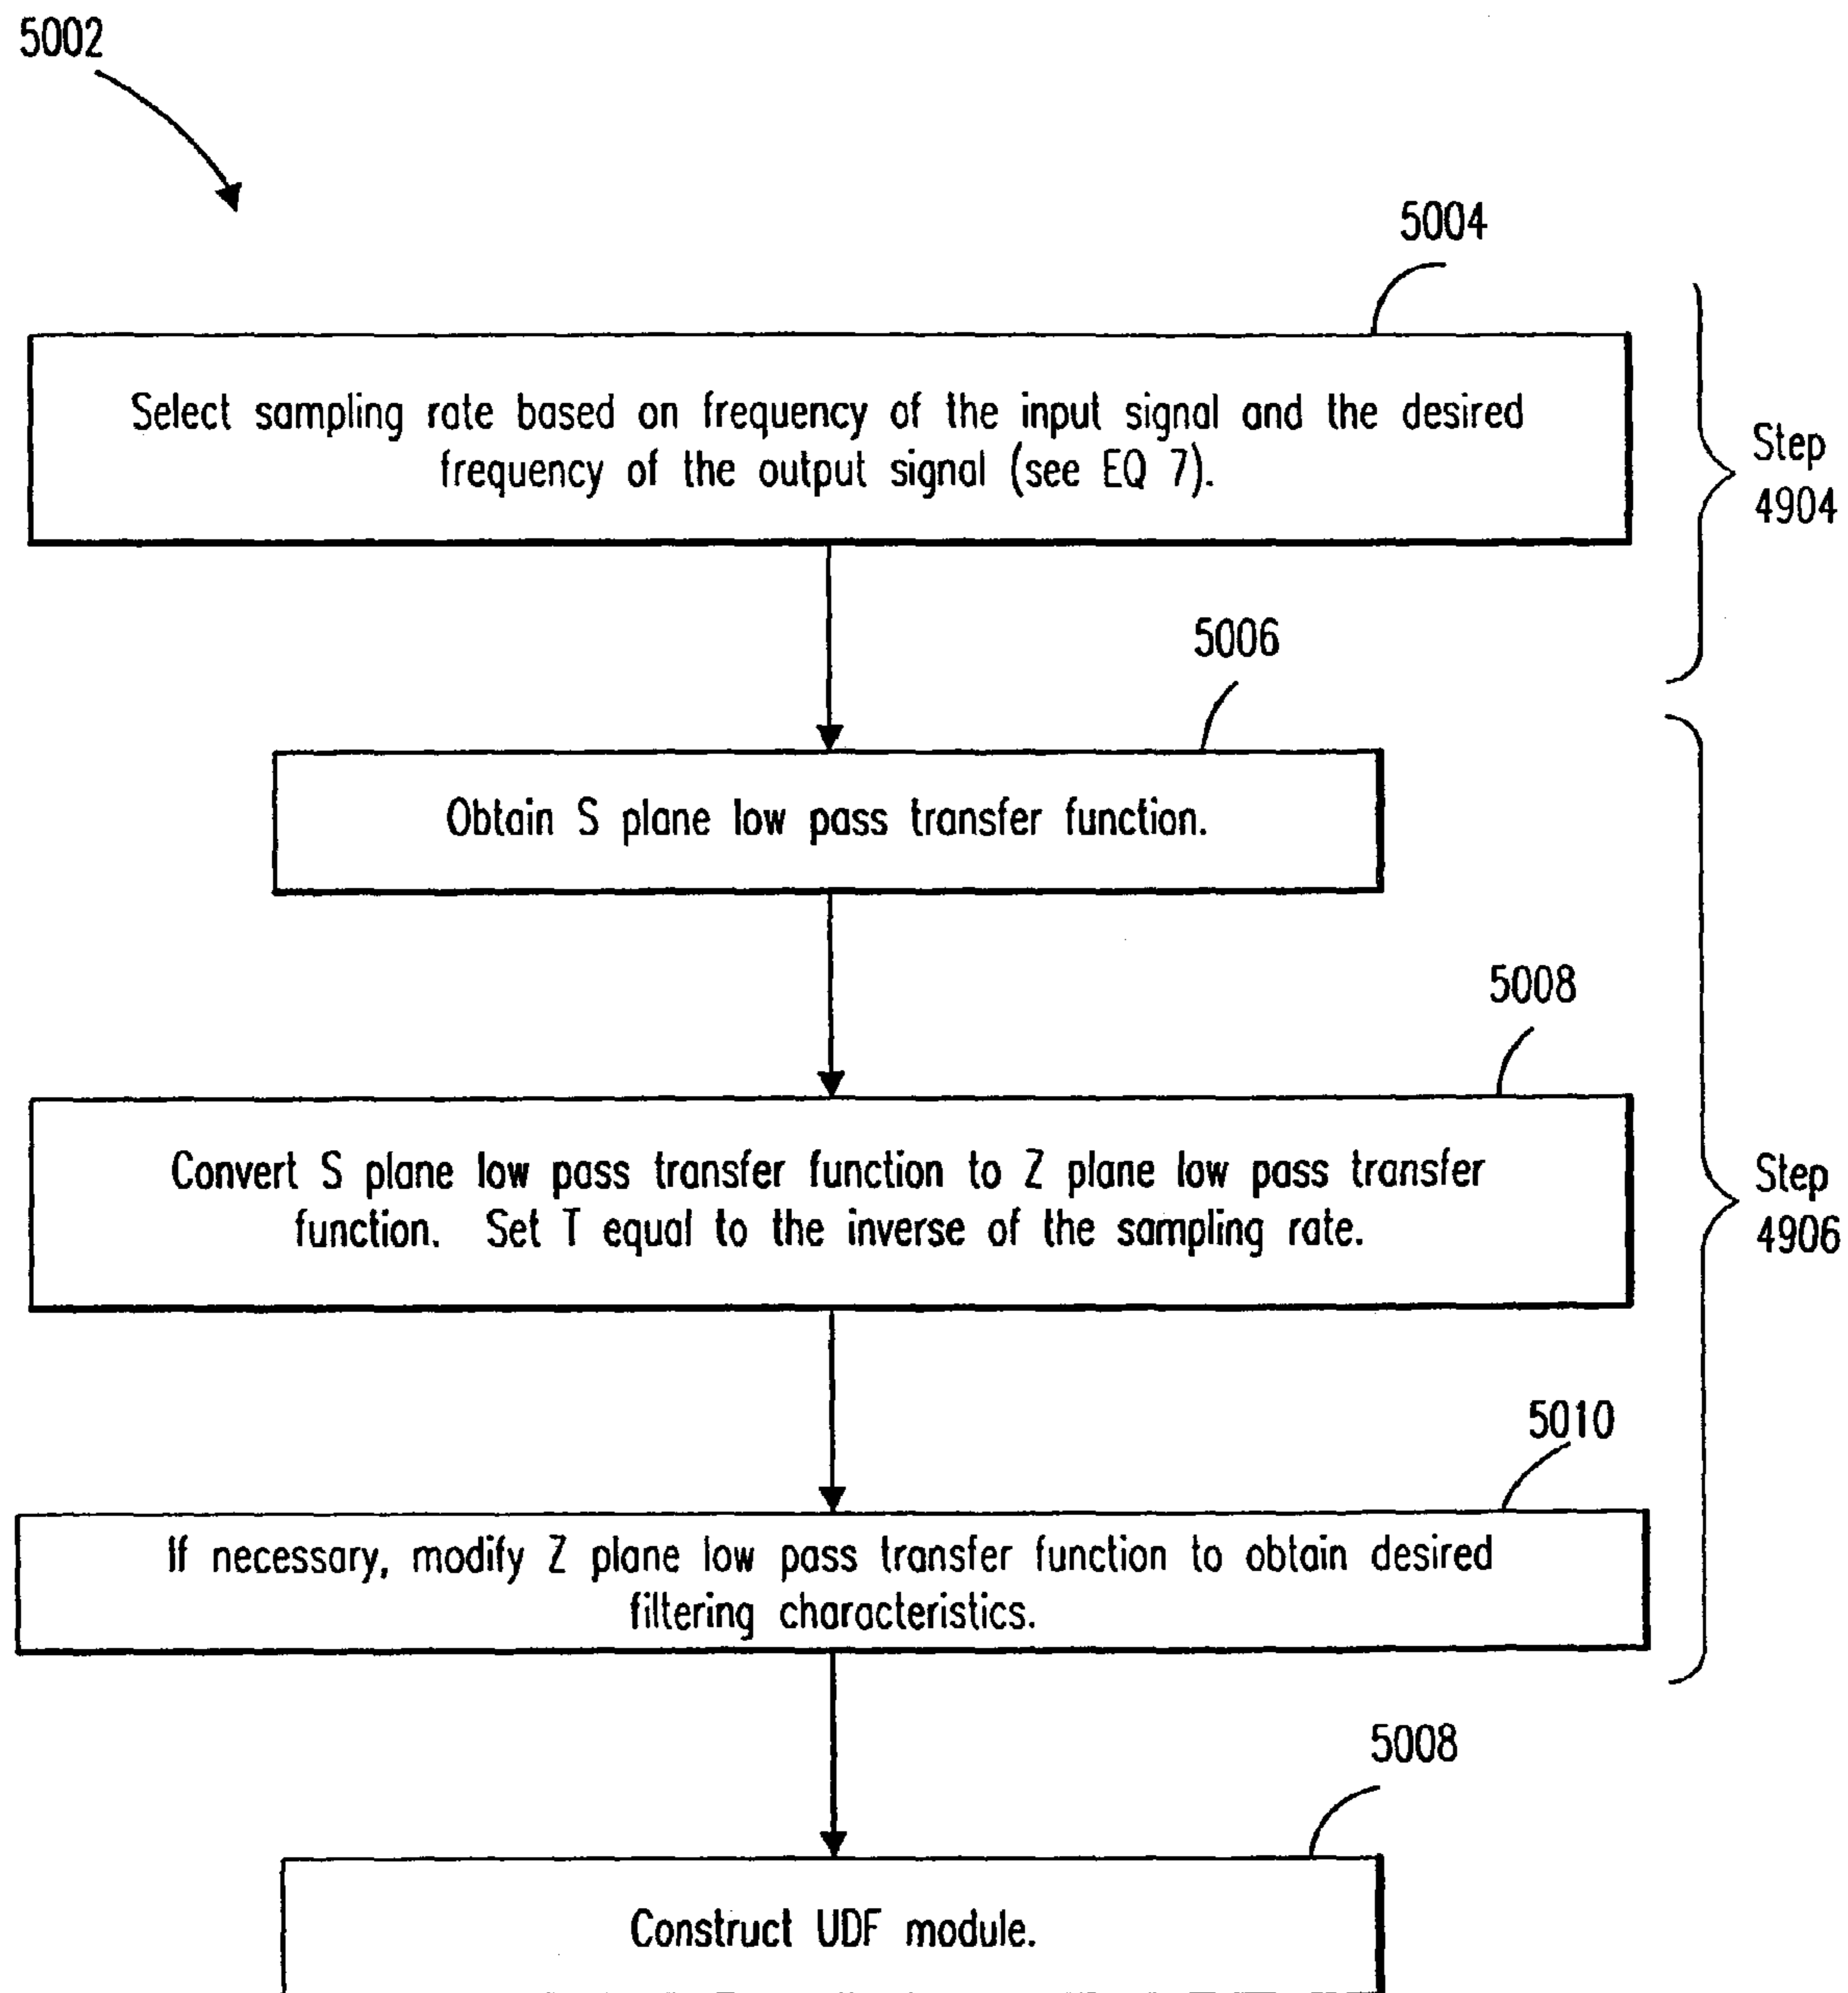 5002
5004
Select sampling rate based on frequency of the input signal and the desired
frequency of the output signal (see EQ 7).
Step
4904
5006
Obtain S plane low pass transfer function.
5008
Convert S plane low pass transfer function to Z plane low pass transfer
function. Set T equal to the inverse of the sampling rate.
Step
4906
5010
If necessary, modify Z plane low pass transfer function to obtain desired
filtering characteristics.
5008
Construct UDF module.